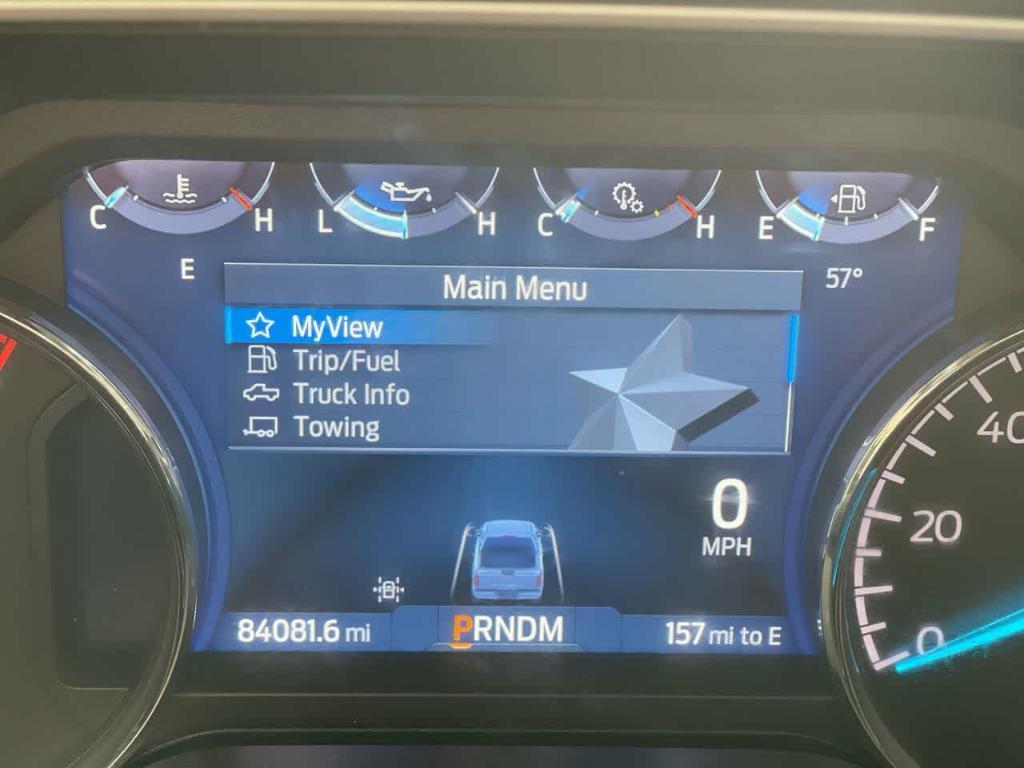 C H L H C H E F
E 57°
Main Menu
MyView
Trip/Fuel
Truck Info
Towing
0
MPH
84081.6 mi PRNDM 157 mi to E
40
20
0